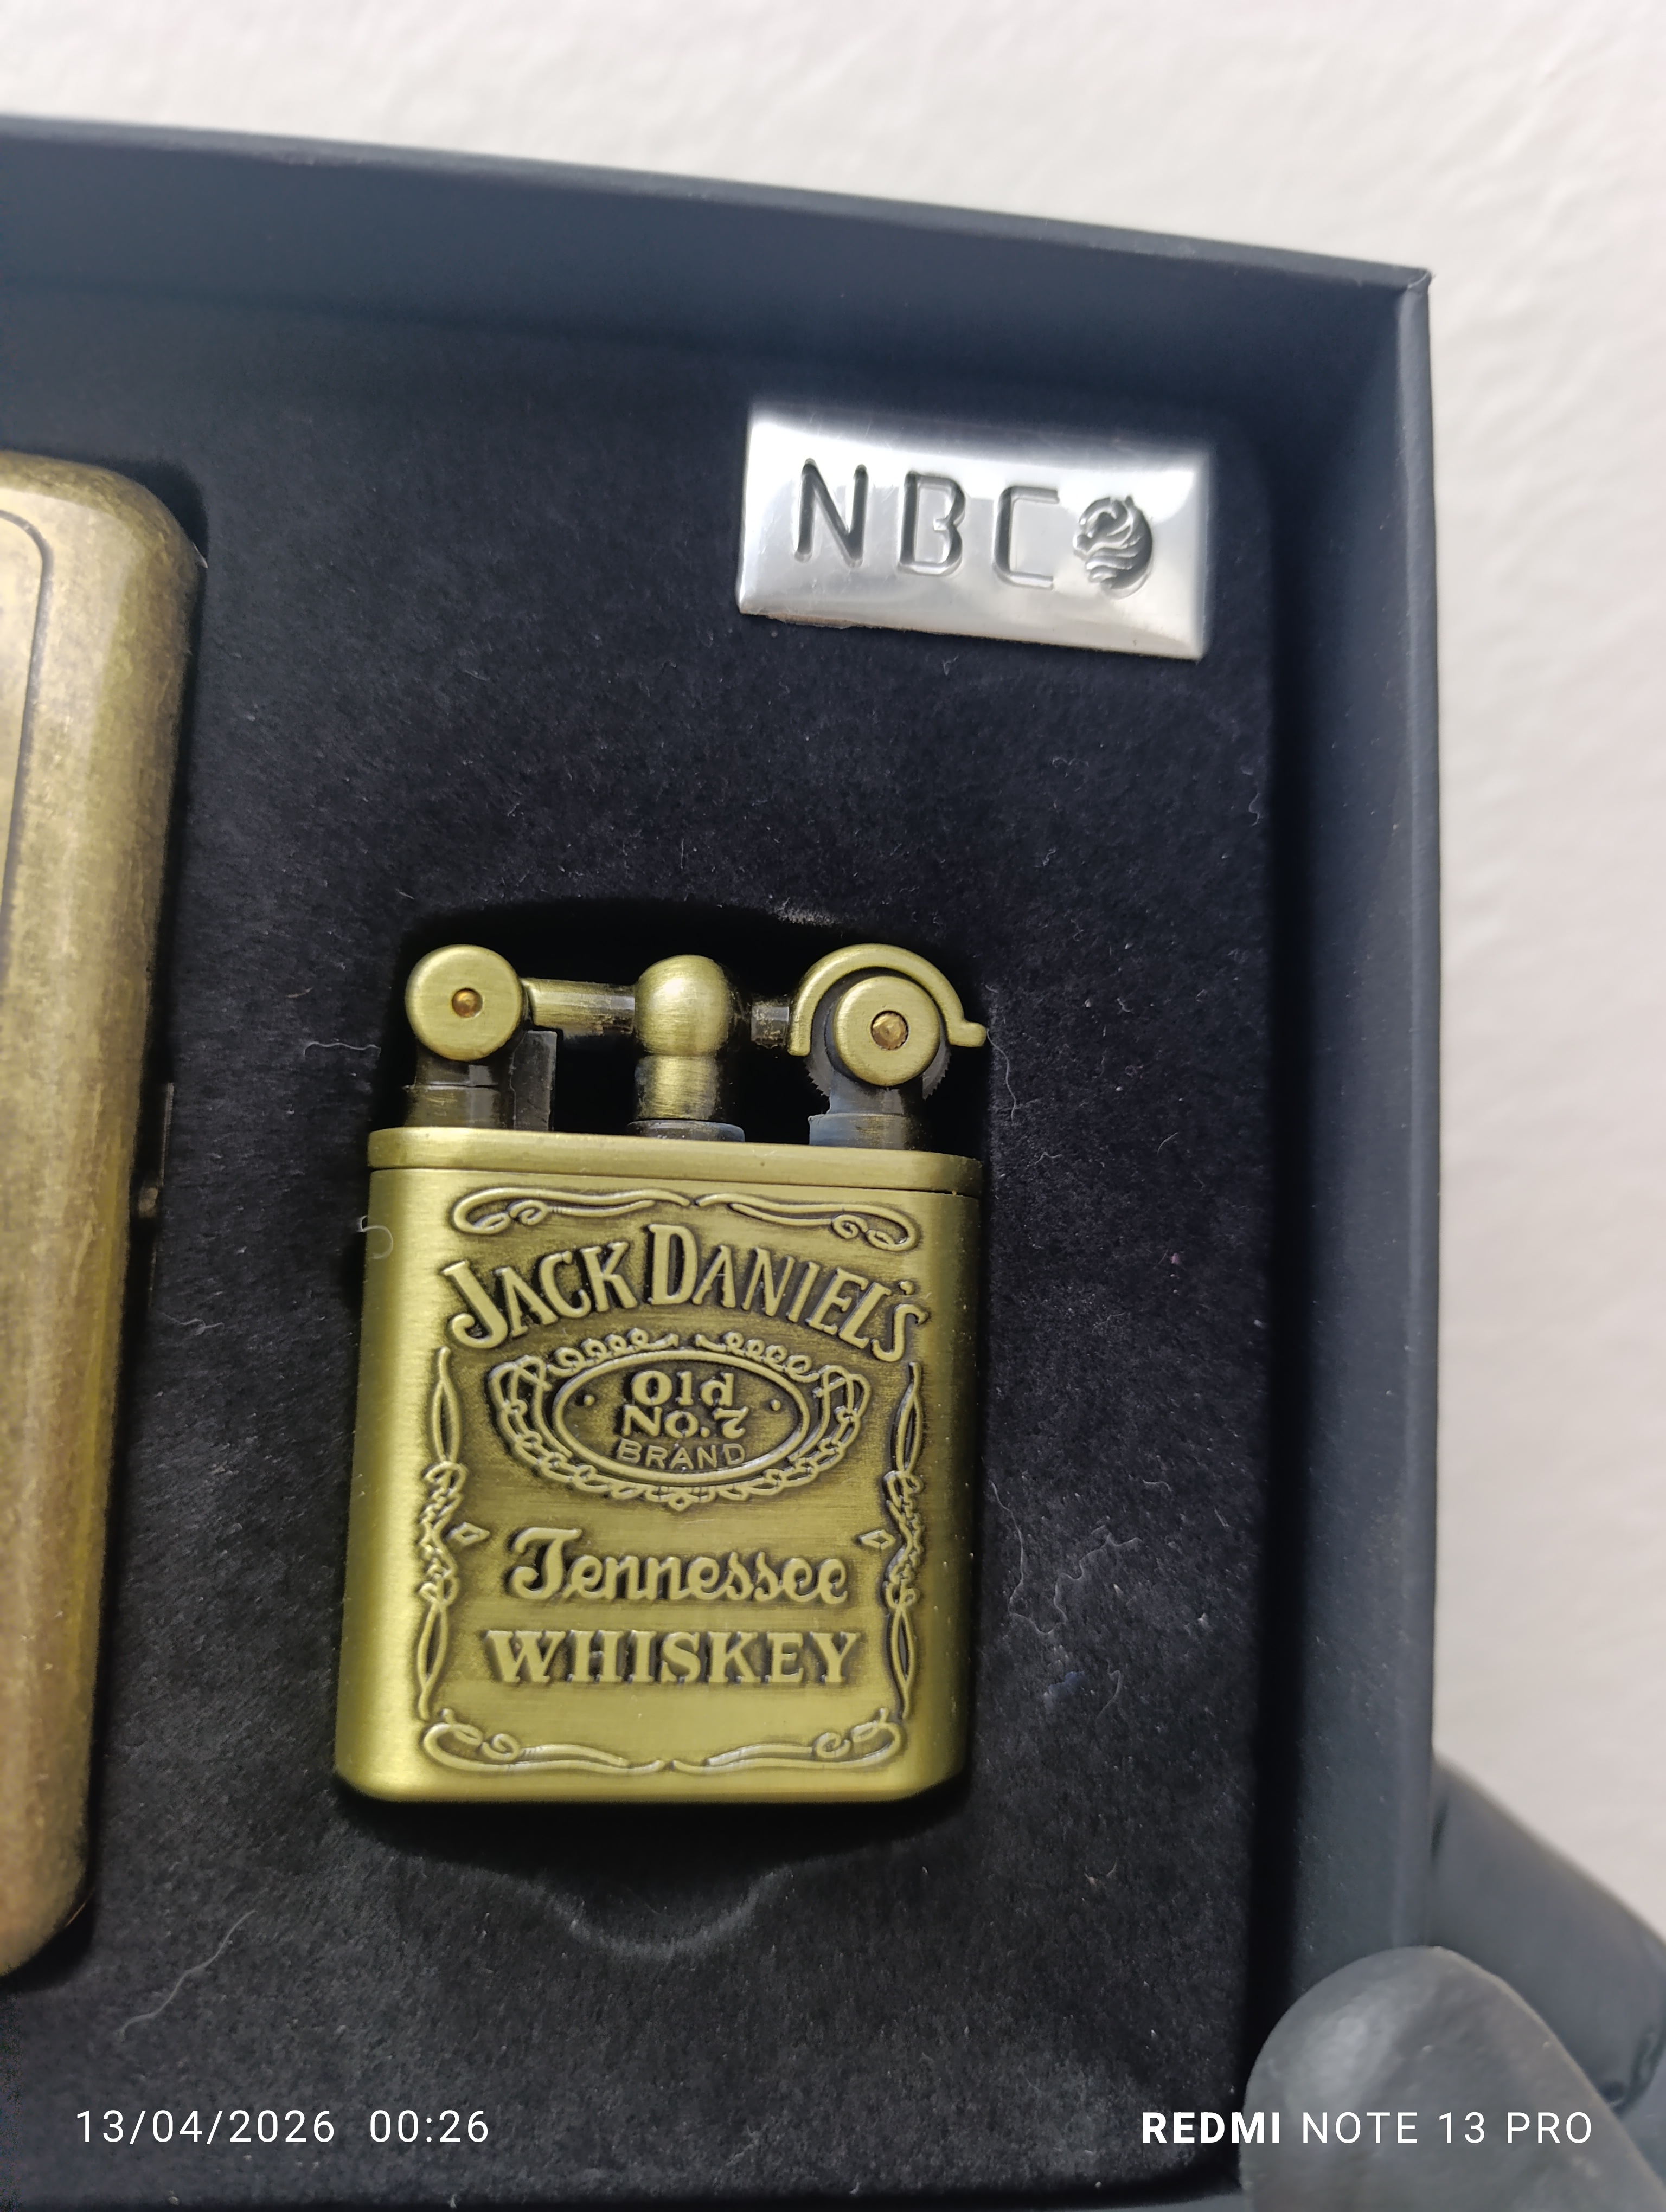 NBC
JACK DANIEL'S
Old
No.7
BRAND
Tennessee
WHISKEY
13/04/2026 00:26
REDMI NOTE 13 PRO